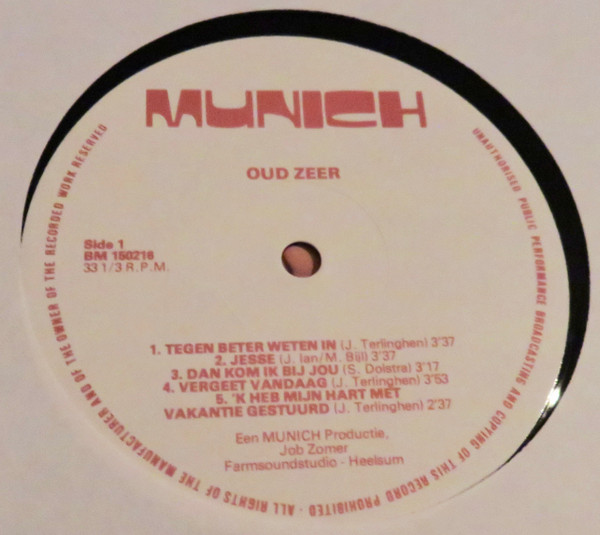 MUNICH
OUD ZEER
Side 1
BM 150216
33 1/3 R.P.M.
1. TEGEN BETER WETEN IN (J. Terlinghen) 3'37
2. JESSE (J. Ian/M. Bijl) 3'37
3. DAN KOM IK BIJ JOU (S. Dolstra) 3'17
4. VERGEET VANDAAG (J. Terlinghen) 3'53
5. 'K HEB MIJN HART MET
VAKANTIE GESTUURD (J. Terlinghen) 2'37
Een MUNICH Productie,
Job Zomer
Farmsoundstudio - Heelsum
UNAUTHORISED PUBLIC PERFORMANCE BROADCASTING AND COPYING OF THIS RECORD PROHIBITED - ALL RIGHTS OF THE MANUFACTURER AND OF THE OWNER OF THE RECORDED WORK RESERVED